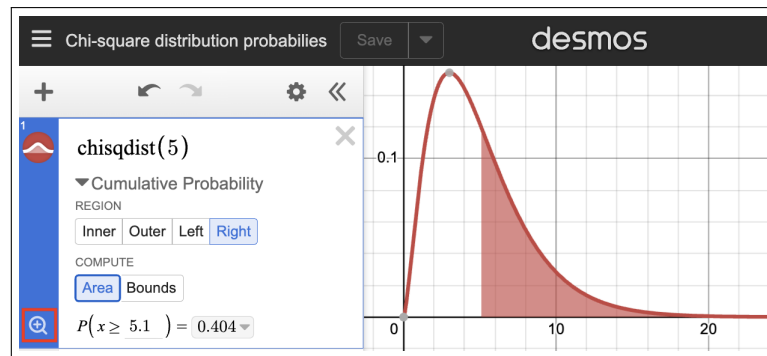 Chi-square distribution probabilies
Save
desmos
1
chisqdist(5)
Cumulative Probability
REGION
Inner Outer Left Right
COMPUTE
Area Bounds
P(x ≥ 5.1) = 0.404
0.1
0 10 20